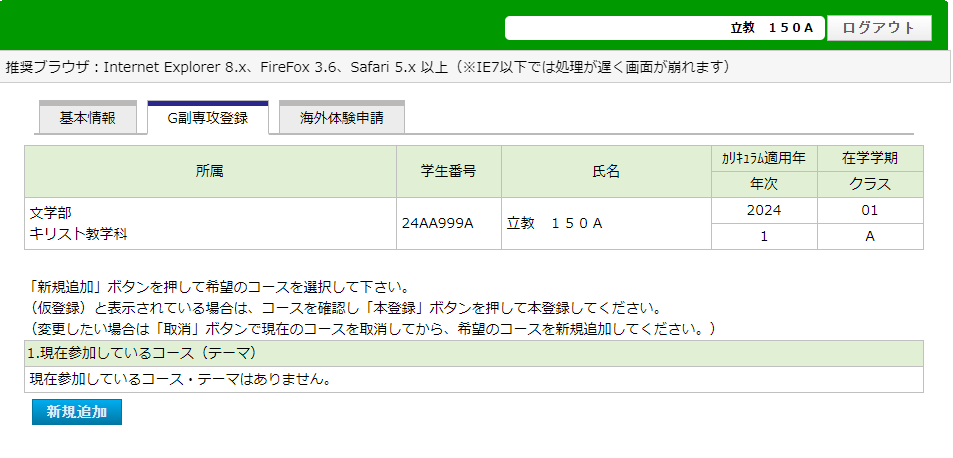 立教　１５０Ａ
ログアウト
推奨ブラウザ：Internet Explorer 8.x、FireFox 3.6、Safari 5.x 以上（※IE7以下では処理が遅く画面が崩れます）
基本情報 G副専攻登録 海外体験申請
所属 学生番号 氏名 ｶﾘｷｭﾗﾑ適用年 在学学期
年次 クラス
文学部
キリスト教学科
24AA999A 立教　１５０Ａ 2024 01
1 A
「新規追加」ボタンを押して希望のコースを選択して下さい。
（仮登録）と表示されている場合は、コースを確認し「本登録」ボタンを押して本登録してください。
（変更したい場合は「取消」ボタンで現在のコースを取消してから、希望のコースを新規追加してください。）
1.現在参加しているコース（テーマ）
現在参加しているコース・テーマはありません。
新規追加